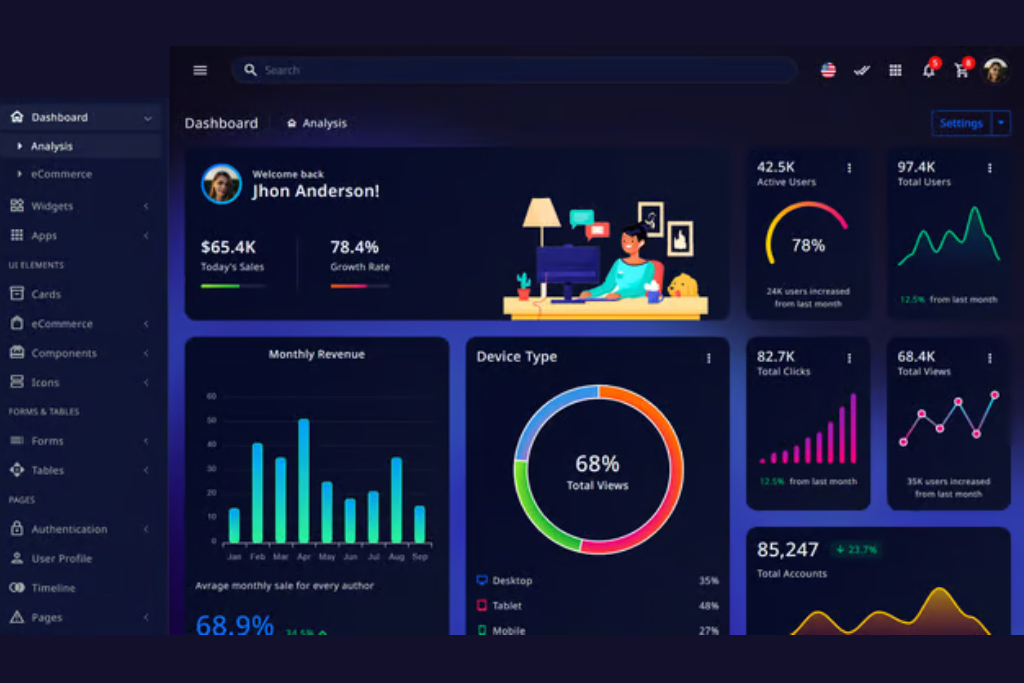 Search
5
8
Dashboard
Analysis
eCommerce
Widgets
Apps
UI ELEMENTS
Cards
eCommerce
Components
Icons
FORMS & TABLES
Forms
Tables
PAGES
Authentication
User Profile
Timeline
Pages
Dashboard
Analysis
Settings
Welcome back
Jhon Anderson!
$65.4K
Today's Sales
78.4%
Growth Rate
42.5K
Active Users
78%
24K users increased
from last month
97.4K
Total Users
12.5% from last month
Monthly Revenue
60
50
40
30
20
10
0
Jan Feb Mar Apr May Jun Jul Aug Sep
Avrage monthly sale for every author
68.9%
34.5%
Device Type
68%
Total Views
Desktop 35%
Tablet 48%
Mobile 27%
82.7K
Total Clicks
12.5% from last month
68.4K
Total Views
35K users increased
from last month
85,247
23.7%
Total Accounts